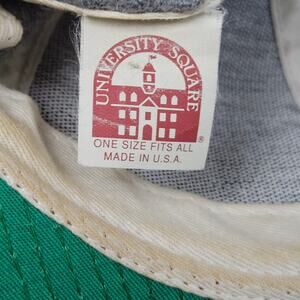 UNIVERSITY SQUARE
®
ONE SIZE FITS ALL
MADE IN U.S.A.